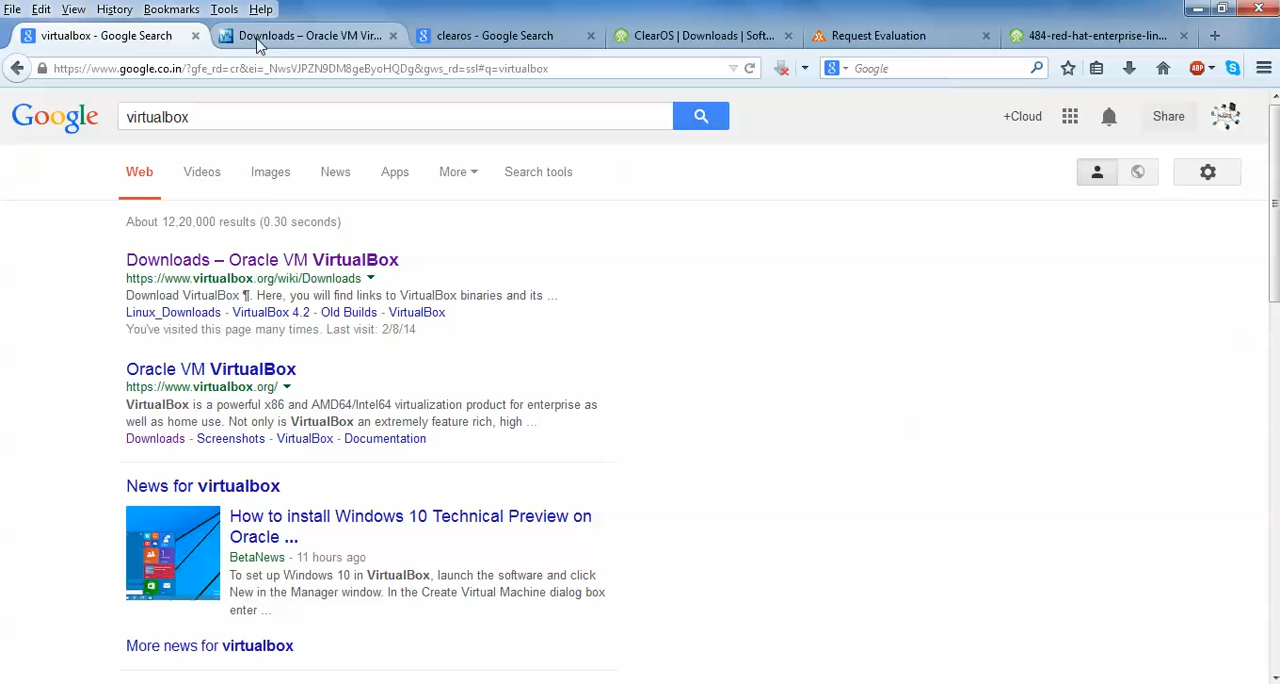 File Edit View History Bookmarks Tools Help
virtualbox - Google Search
Downloads – Oracle VM Vir...
clearos - Google Search
ClearOS | Downloads | Soft...
Request Evaluation
484-red-hat-enterprise-lin...
https://www.google.co.in/?gfe_rd=cr&ei=_NwsVJPZN9DM8geByoHQDg&gws_rd=ssl#q=virtualbox
Google
Google
virtualbox
+Cloud
Share
Web Videos Images News Apps More Search tools
About 12,20,000 results (0.30 seconds)
Downloads – Oracle VM VirtualBox
https://www.virtualbox.org/wiki/Downloads
Download VirtualBox ¶. Here, you will find links to VirtualBox binaries and its ...
Linux_Downloads - VirtualBox 4.2 - Old Builds - VirtualBox
You've visited this page many times. Last visit: 2/8/14
Oracle VM VirtualBox
https://www.virtualbox.org/
VirtualBox is a powerful x86 and AMD64/Intel64 virtualization product for enterprise as
well as home use. Not only is VirtualBox an extremely feature rich, high ...
Downloads - Screenshots - VirtualBox - Documentation
News for virtualbox
How to install Windows 10 Technical Preview on
Oracle ...
BetaNews - 11 hours ago
To set up Windows 10 in VirtualBox, launch the software and click
New in the Manager window. In the Create Virtual Machine dialog box
enter ...
More news for virtualbox